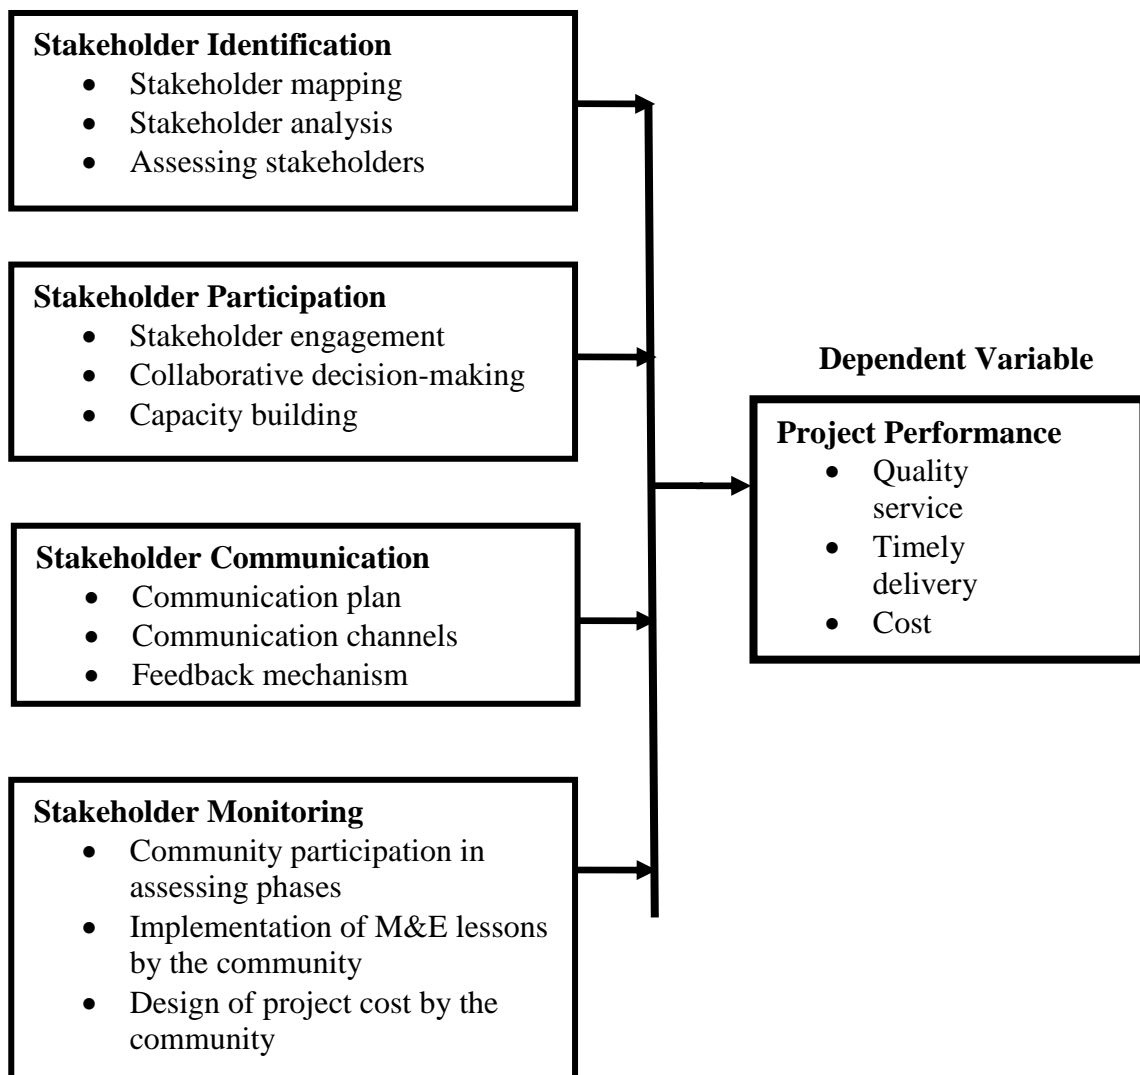 Stakeholder Identification
• Stakeholder mapping
• Stakeholder analysis
• Assessing stakeholders
Stakeholder Participation
• Stakeholder engagement
• Collaborative decision-making
• Capacity building
Stakeholder Communication
• Communication plan
• Communication channels
• Feedback mechanism
Stakeholder Monitoring
• Community participation in
assessing phases
• Implementation of M&E lessons
by the community
• Design of project cost by the
community
Dependent Variable
Project Performance
• Quality
service
• Timely
delivery
• Cost